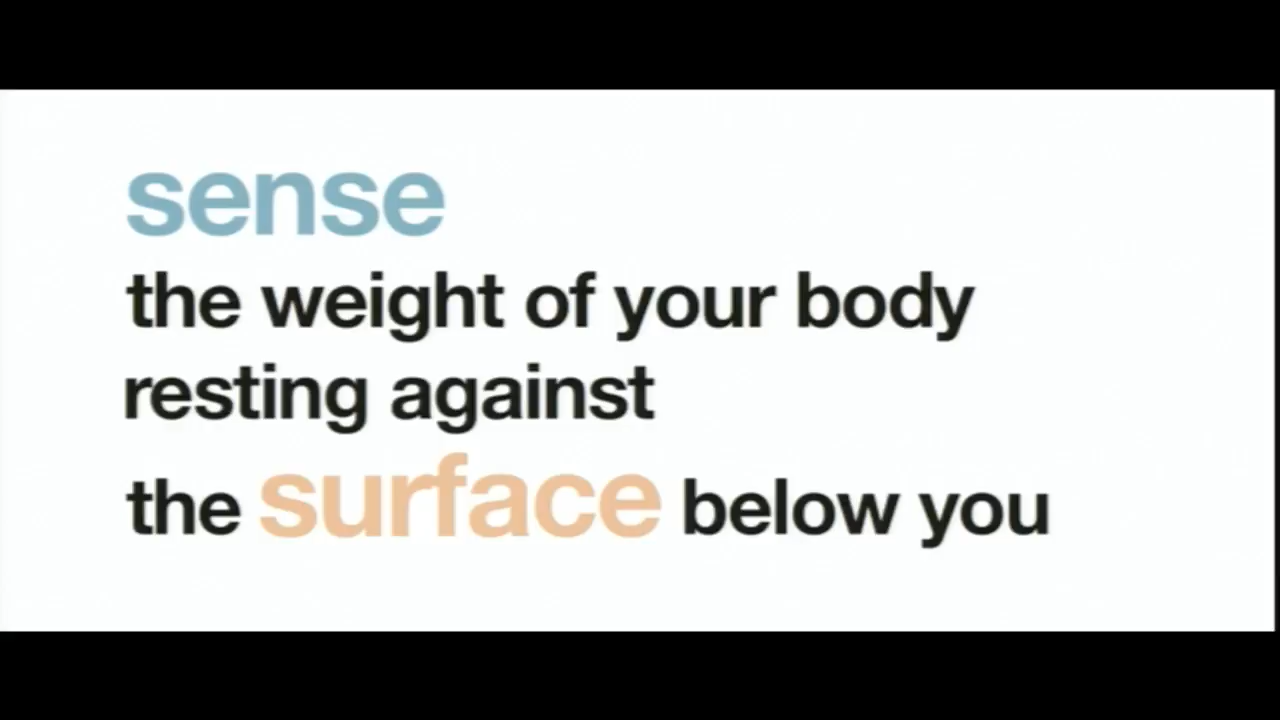 sense
the weight of your body
resting against
the surface below you